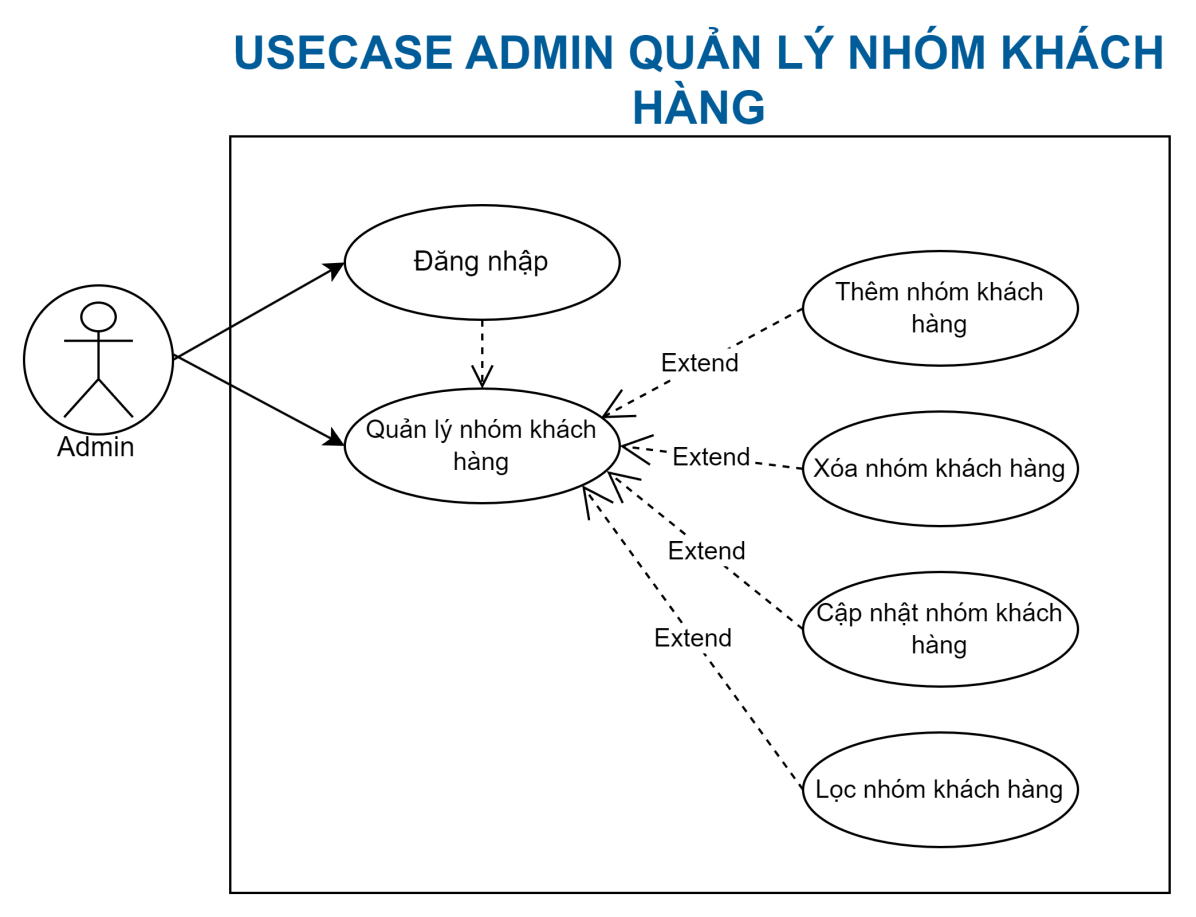 USECASE ADMIN QUẢN LÝ NHÓM KHÁCH
HÀNG
Đăng nhập
Thêm nhóm khách
hàng
Extend
Admin
Quản lý nhóm khách
hàng
Extend
Xóa nhóm khách hàng
Extend
Cập nhật nhóm khách
hàng
Extend
Lọc nhóm khách hàng